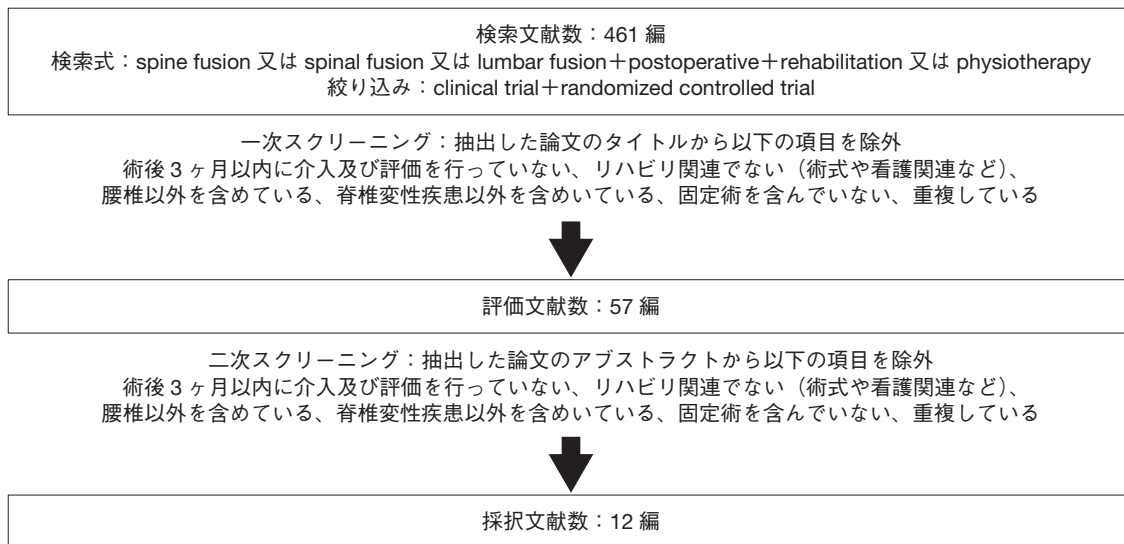 検索文献数：461 編
検索式：spine fusion 又は spinal fusion 又は lumbar fusion＋postoperative＋rehabilitation 又は physiotherapy
絞り込み：clinical trial＋randomized controlled trial
一次スクリーニング：抽出した論文のタイトルから以下の項目を除外
術後 3 ヶ月以内に介入及び評価を行っていない、リハビリ関連でない（術式や看護関連など）、
腰椎以外を含めている、脊椎変性疾患以外を含めいている、固定術を含んでいない、重複している
評価文献数：57 編
二次スクリーニング：抽出した論文のアブストラクトから以下の項目を除外
術後 3 ヶ月以内に介入及び評価を行っていない、リハビリ関連でない（術式や看護関連など）、
腰椎以外を含めている、脊椎変性疾患以外を含めいている、固定術を含んでいない、重複している
採択文献数：12 編